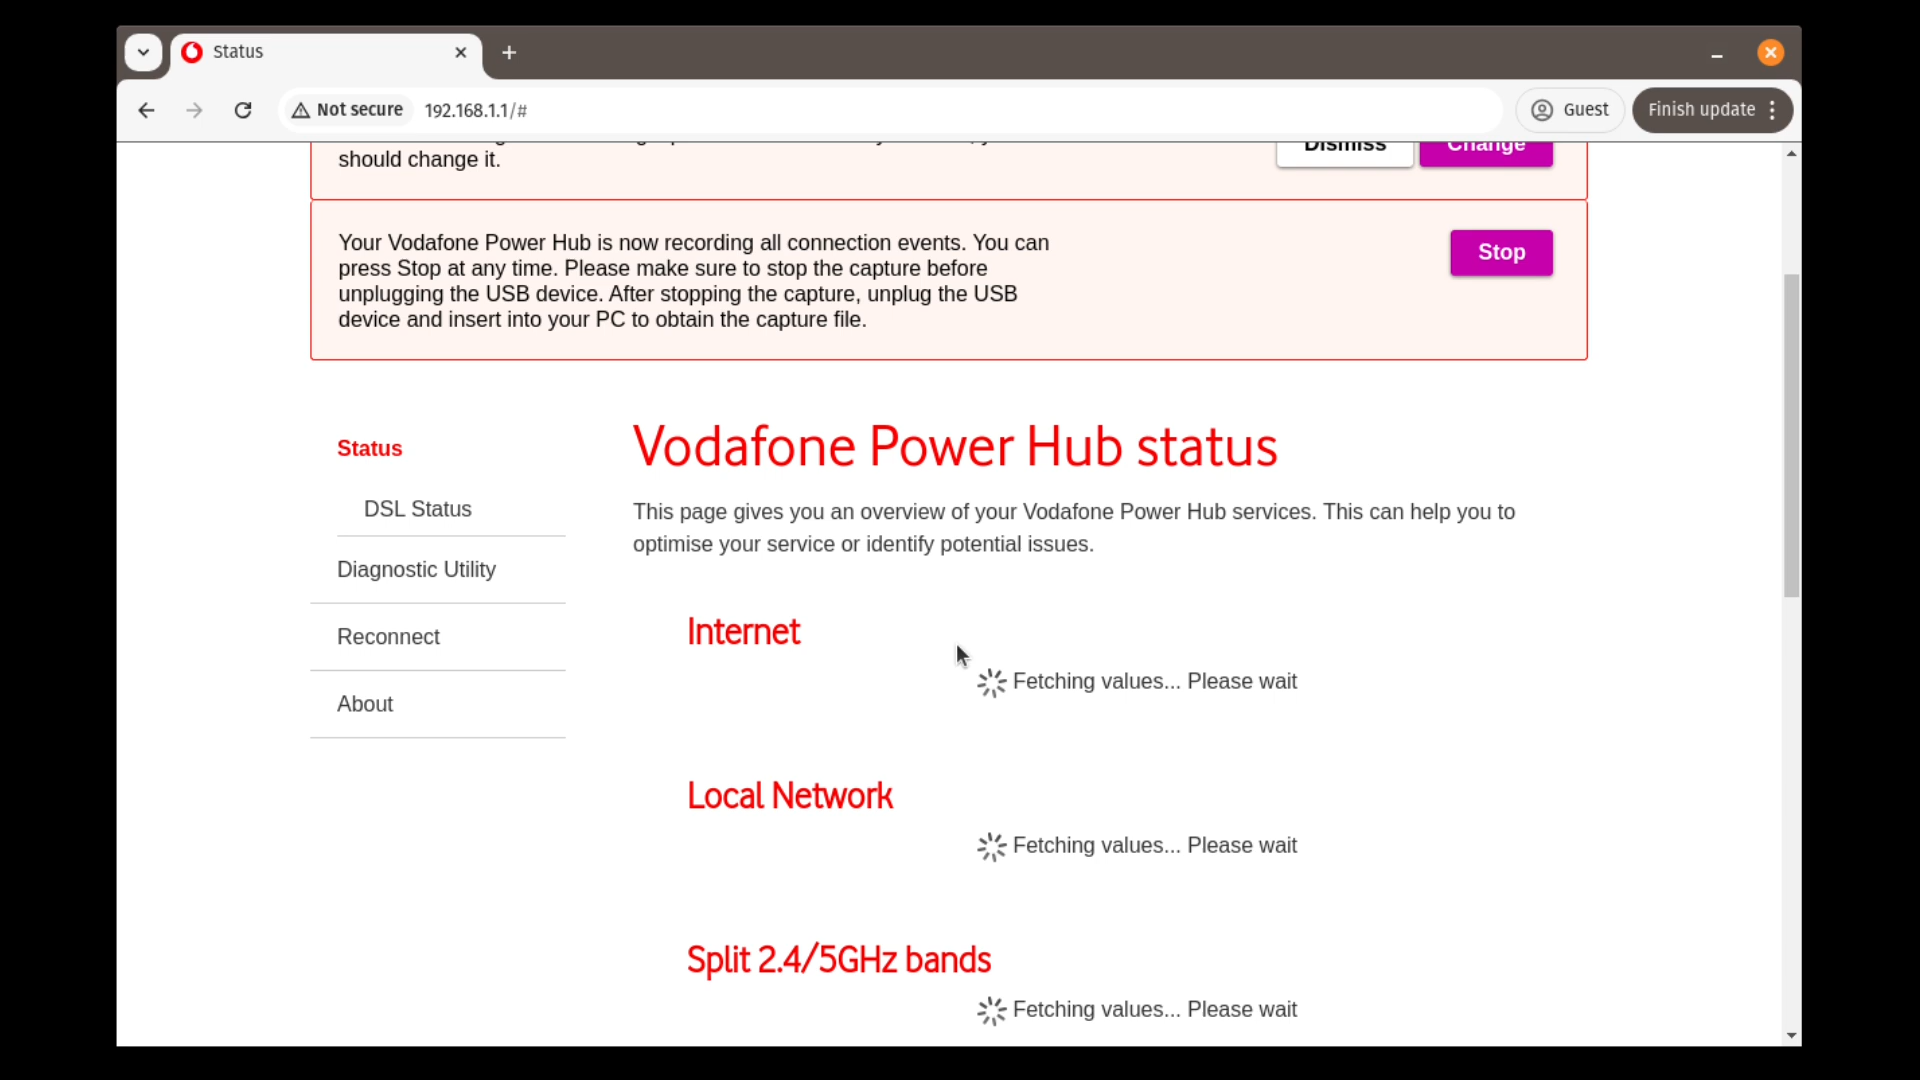 Status
Not secure
192.168.1.1/#
Guest
Finish update
should change it.
Dismiss
Change
Your Vodafone Power Hub is now recording all connection events. You can
press Stop at any time. Please make sure to stop the capture before
unplugging the USB device. After stopping the capture, unplug the USB
device and insert into your PC to obtain the capture file.
Stop
Status
DSL Status
Diagnostic Utility
Reconnect
About
Vodafone Power Hub status
This page gives you an overview of your Vodafone Power Hub services. This can help you to
optimise your service or identify potential issues.
Internet
Fetching values... Please wait
Local Network
Fetching values... Please wait
Split 2.4/5GHz bands
Fetching values... Please wait